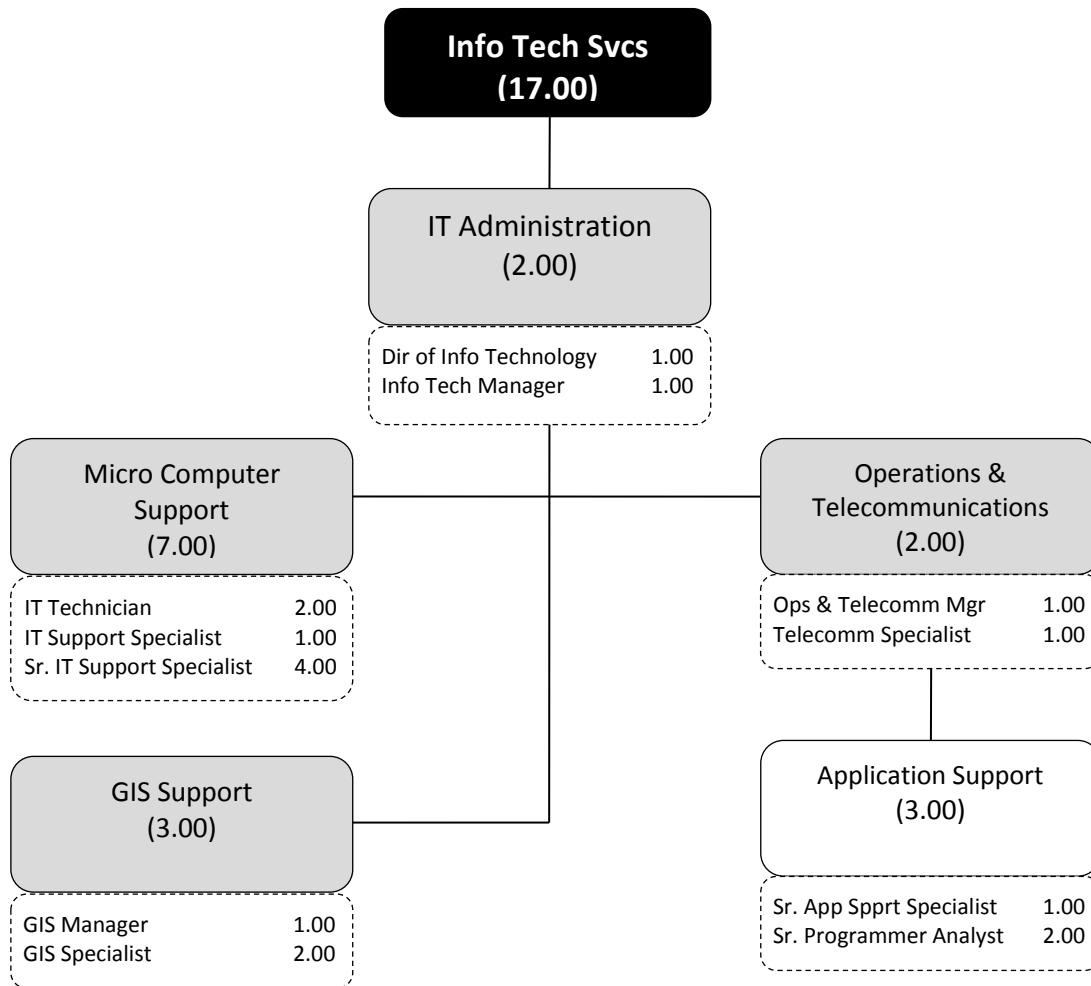 Info Tech Svcs
(17.00)
IT Administration
(2.00)
Dir of Info Technology 1.00
Info Tech Manager 1.00
Micro Computer
Support
(7.00)
IT Technician 2.00
IT Support Specialist 1.00
Sr. IT Support Specialist 4.00
Operations &
Telecommunications
(2.00)
Ops & Telecomm Mgr 1.00
Telecomm Specialist 1.00
GIS Support
(3.00)
GIS Manager 1.00
GIS Specialist 2.00
Application Support
(3.00)
Sr. App Spprt Specialist 1.00
Sr. Programmer Analyst 2.00